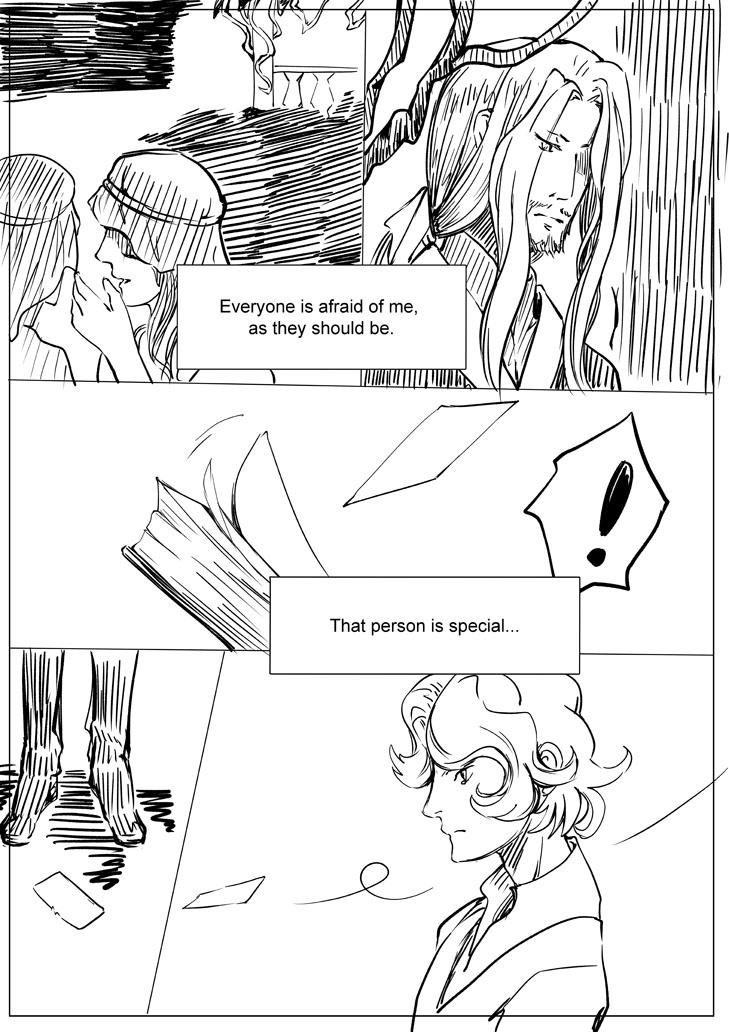 Everyone is afraid of me,
as they should be.
!
That person is special...